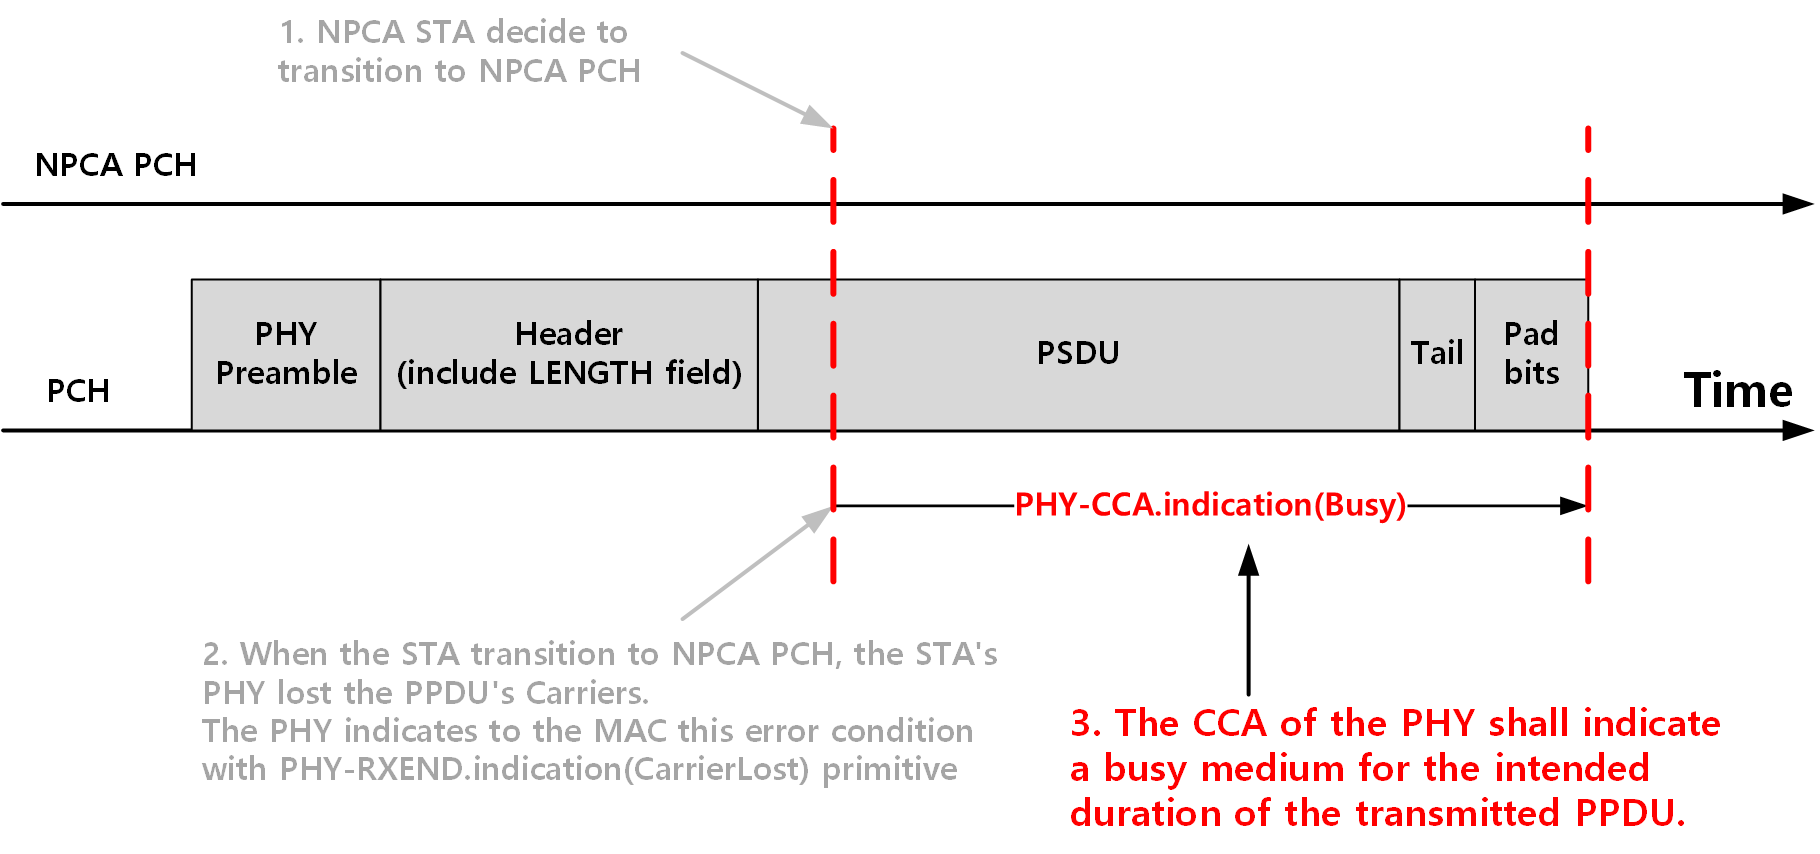 1. NPCA STA decide to
transition to NPCA PCH
NPCA PCH
PHY
Preamble
Header
(include LENGTH field)
PSDU
Tail
Pad
bits
PCH
Time
PHY-CCA.indication(Busy)
2. When the STA transition to NPCA PCH, the STA's
PHY lost the PPDU's Carriers.
The PHY indicates to the MAC this error condition
with PHY-RXEND.indication(CarrierLost) primitive
3. The CCA of the PHY shall indicate
a busy medium for the intended
duration of the transmitted PPDU.